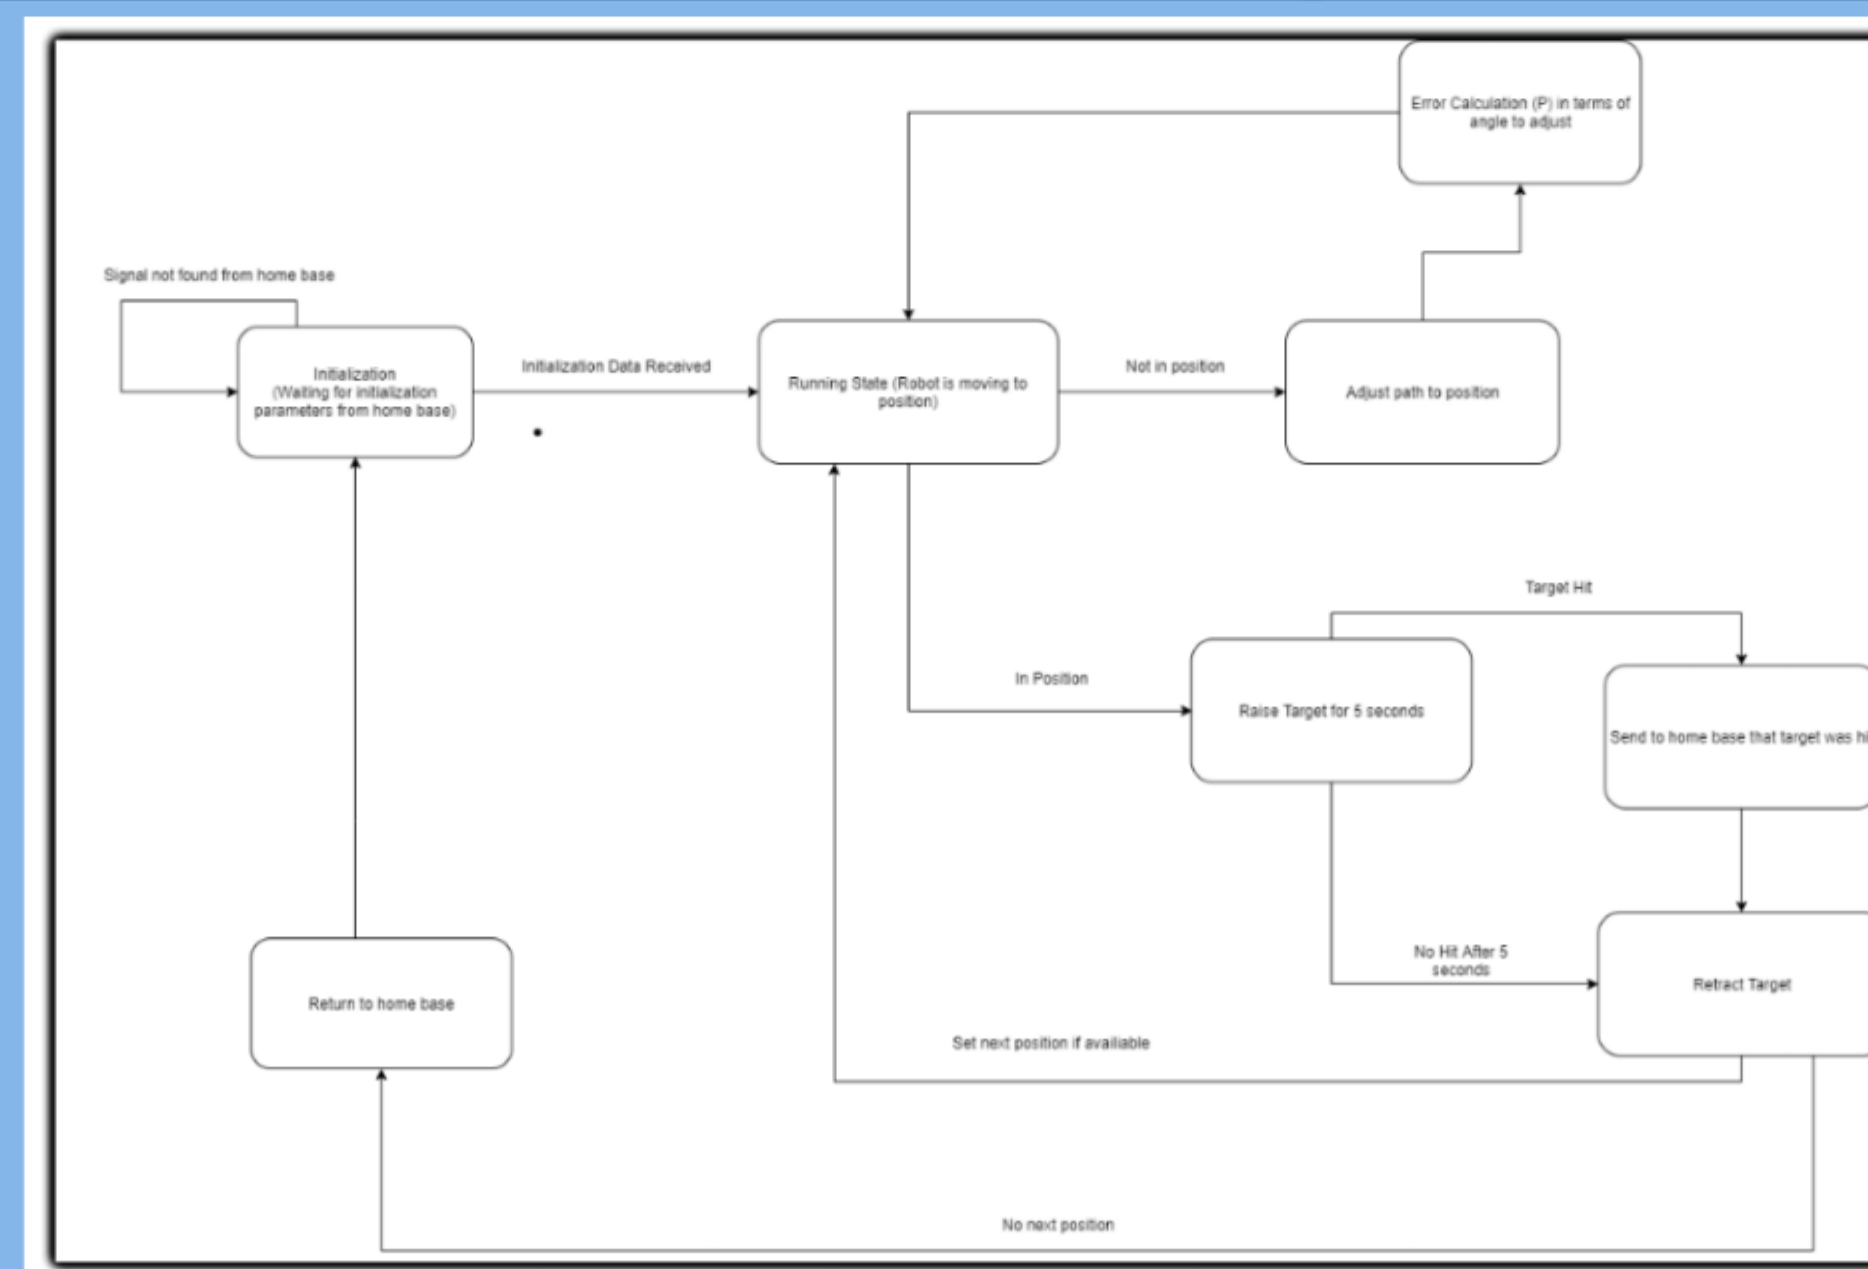 Error Calculation (P) in terms of
angle to adjust
Signal not found from home base
Initialization
(Waiting for initialization
parameters from home base)
Initialization Data Received
Running State (Robot is moving to
position)
Not in position
Adjust path to position
Target Hit
In Position
Raise Target for 5 seconds
Send to home base that target was
No Hit After 5
seconds
Retract Target
Return to home base
Set next position if availiable
No next position